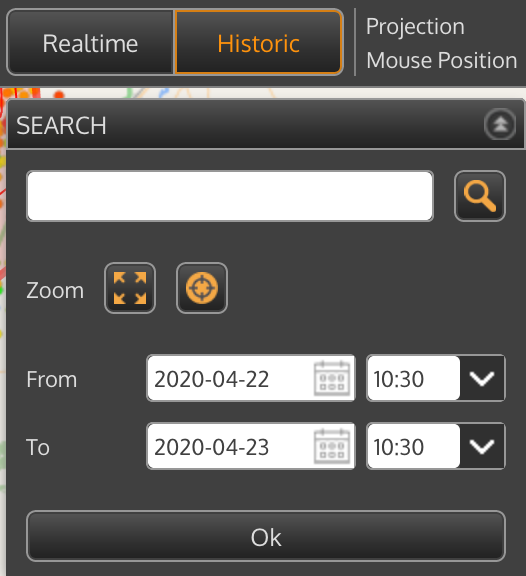 Realtime
Historic
Projection
Mouse Position
SEARCH
Zoom
From 2020-04-22 10:30
To 2020-04-23 10:30
Ok